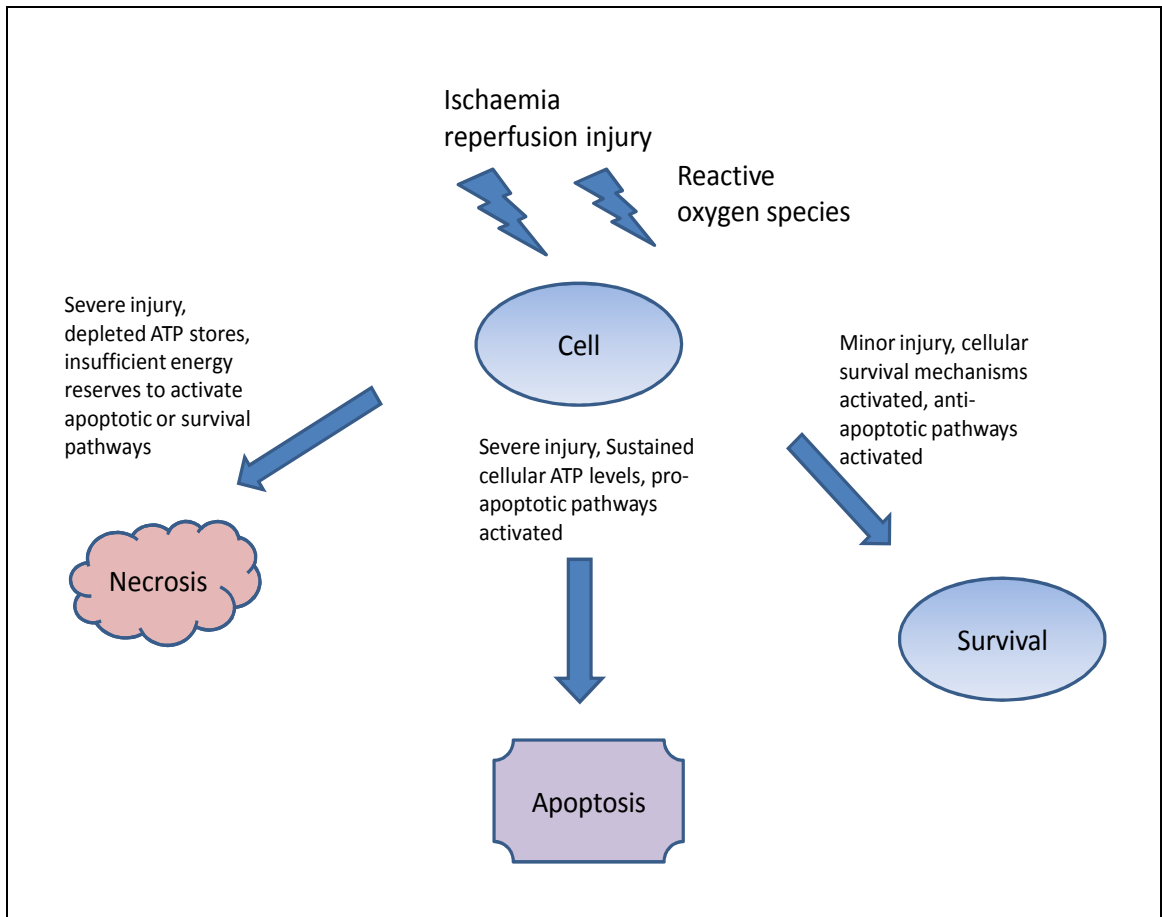 Ischaemia
reperfusion injury
Reactive
oxygen species
Cell
Severe injury,
depleted ATP stores,
insufficient energy
reserves to activate
apoptotic or survival
pathways
Severe injury, Sustained
cellular ATP levels, pro-
apoptotic pathways
activated
Minor injury, cellular
survival mechanisms
activated, anti-
apoptotic pathways
activated
Necrosis
Survival
Apoptosis